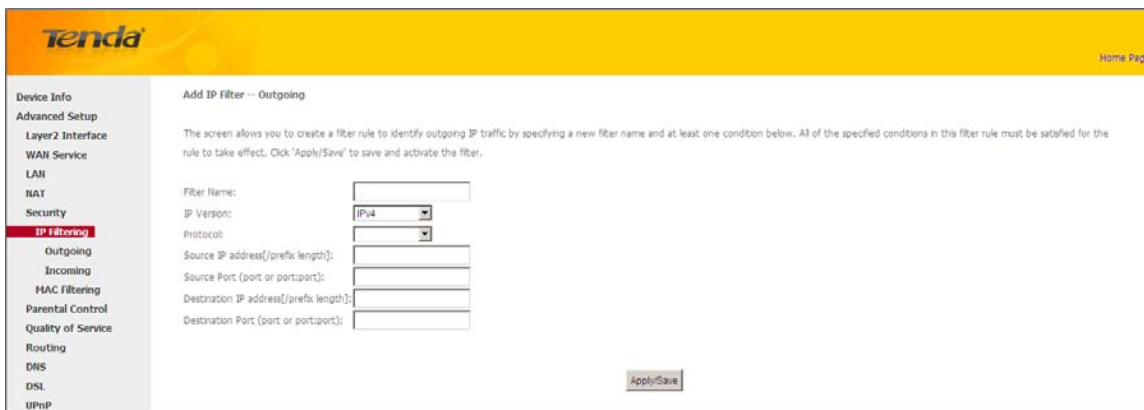 Tenda
Home Pag
Device Info
Advanced Setup
Layer2 Interface
WAN Service
LAN
NAT
Security
IP Filtering
Outgoing
Incoming
MAC Filtering
Parental Control
Quality of Service
Routing
DNS
DSL
UPnP
Add IP Filter -- Outgoing
The screen allows you to create a filter rule to identify outgoing IP traffic by specifying a new filter name and at least one condition below. All of the specified conditions in this filter rule must be satisfied for the
rule to take effect. Click 'Apply/Save' to save and activate the filter.
Filter Name:
IP Version: IPv4
Protocol:
Source IP address[/prefix length]:
Source Port (port or port:port):
Destination IP address[/prefix length]:
Destination Port (port or port:port):
Apply/Save